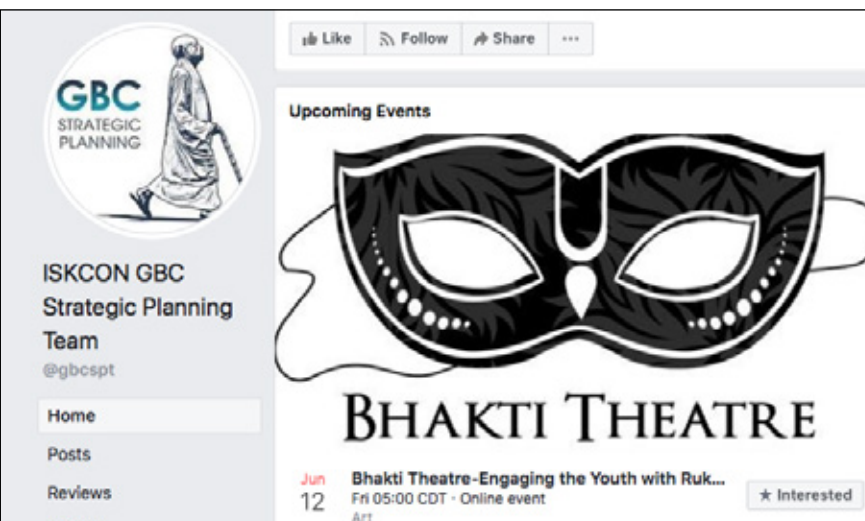 Like Follow Share ...
GBC
STRATEGIC
PLANNING
Upcoming Events
ISKCON GBC
Strategic Planning
Team
@gbcspt
Home
Posts
Reviews
BHAKTI THEATRE
Jun
12
Bhakti Theatre-Engaging the Youth with Ruk...
Fri 05:00 CDT · Online event
Art
★ Interested